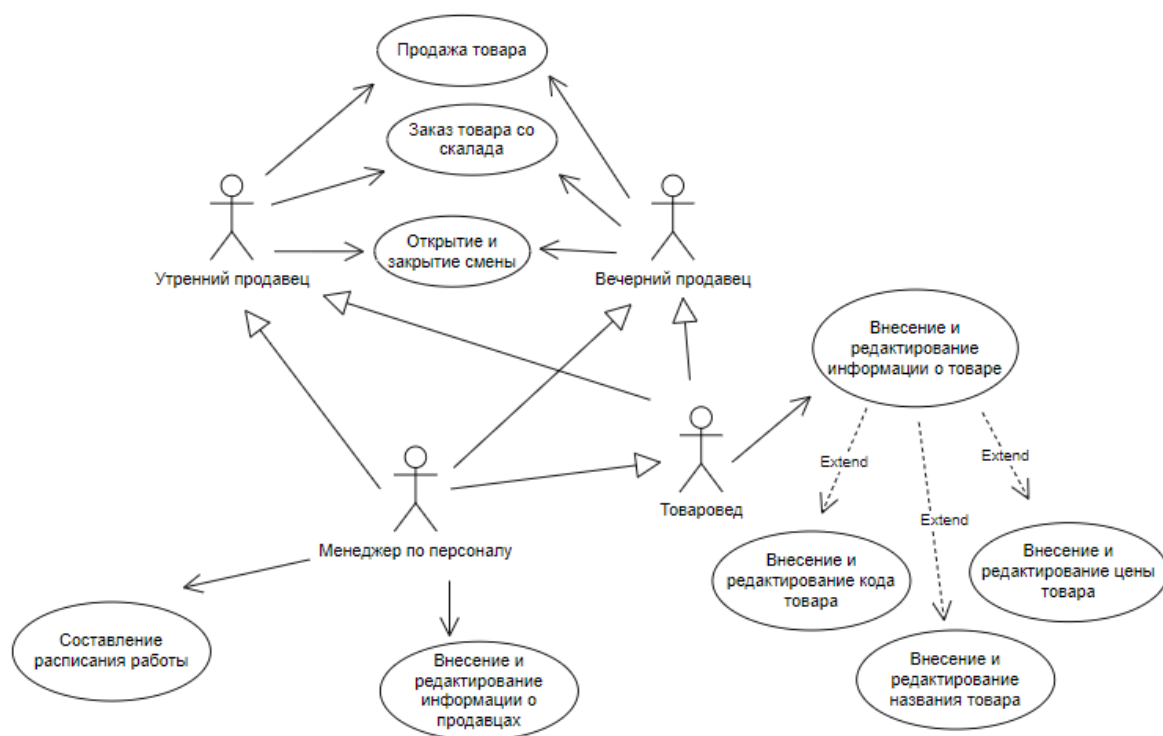 Продажа товара
Заказ товара со
скалада
Открытие и
закрытие смены
Утренний продавец
Вечерний продавец
Внесение и
редактирование
информации о товаре
Extend
Extend
Extend
Товаровед
Менеджер по персоналу
Внесение и
редактирование кода
товара
Внесение и
редактирование цены
товара
Составление
расписания работы
Внесение и
редактирование
информации о
продавцах
Внесение и
редактирование
названия товара